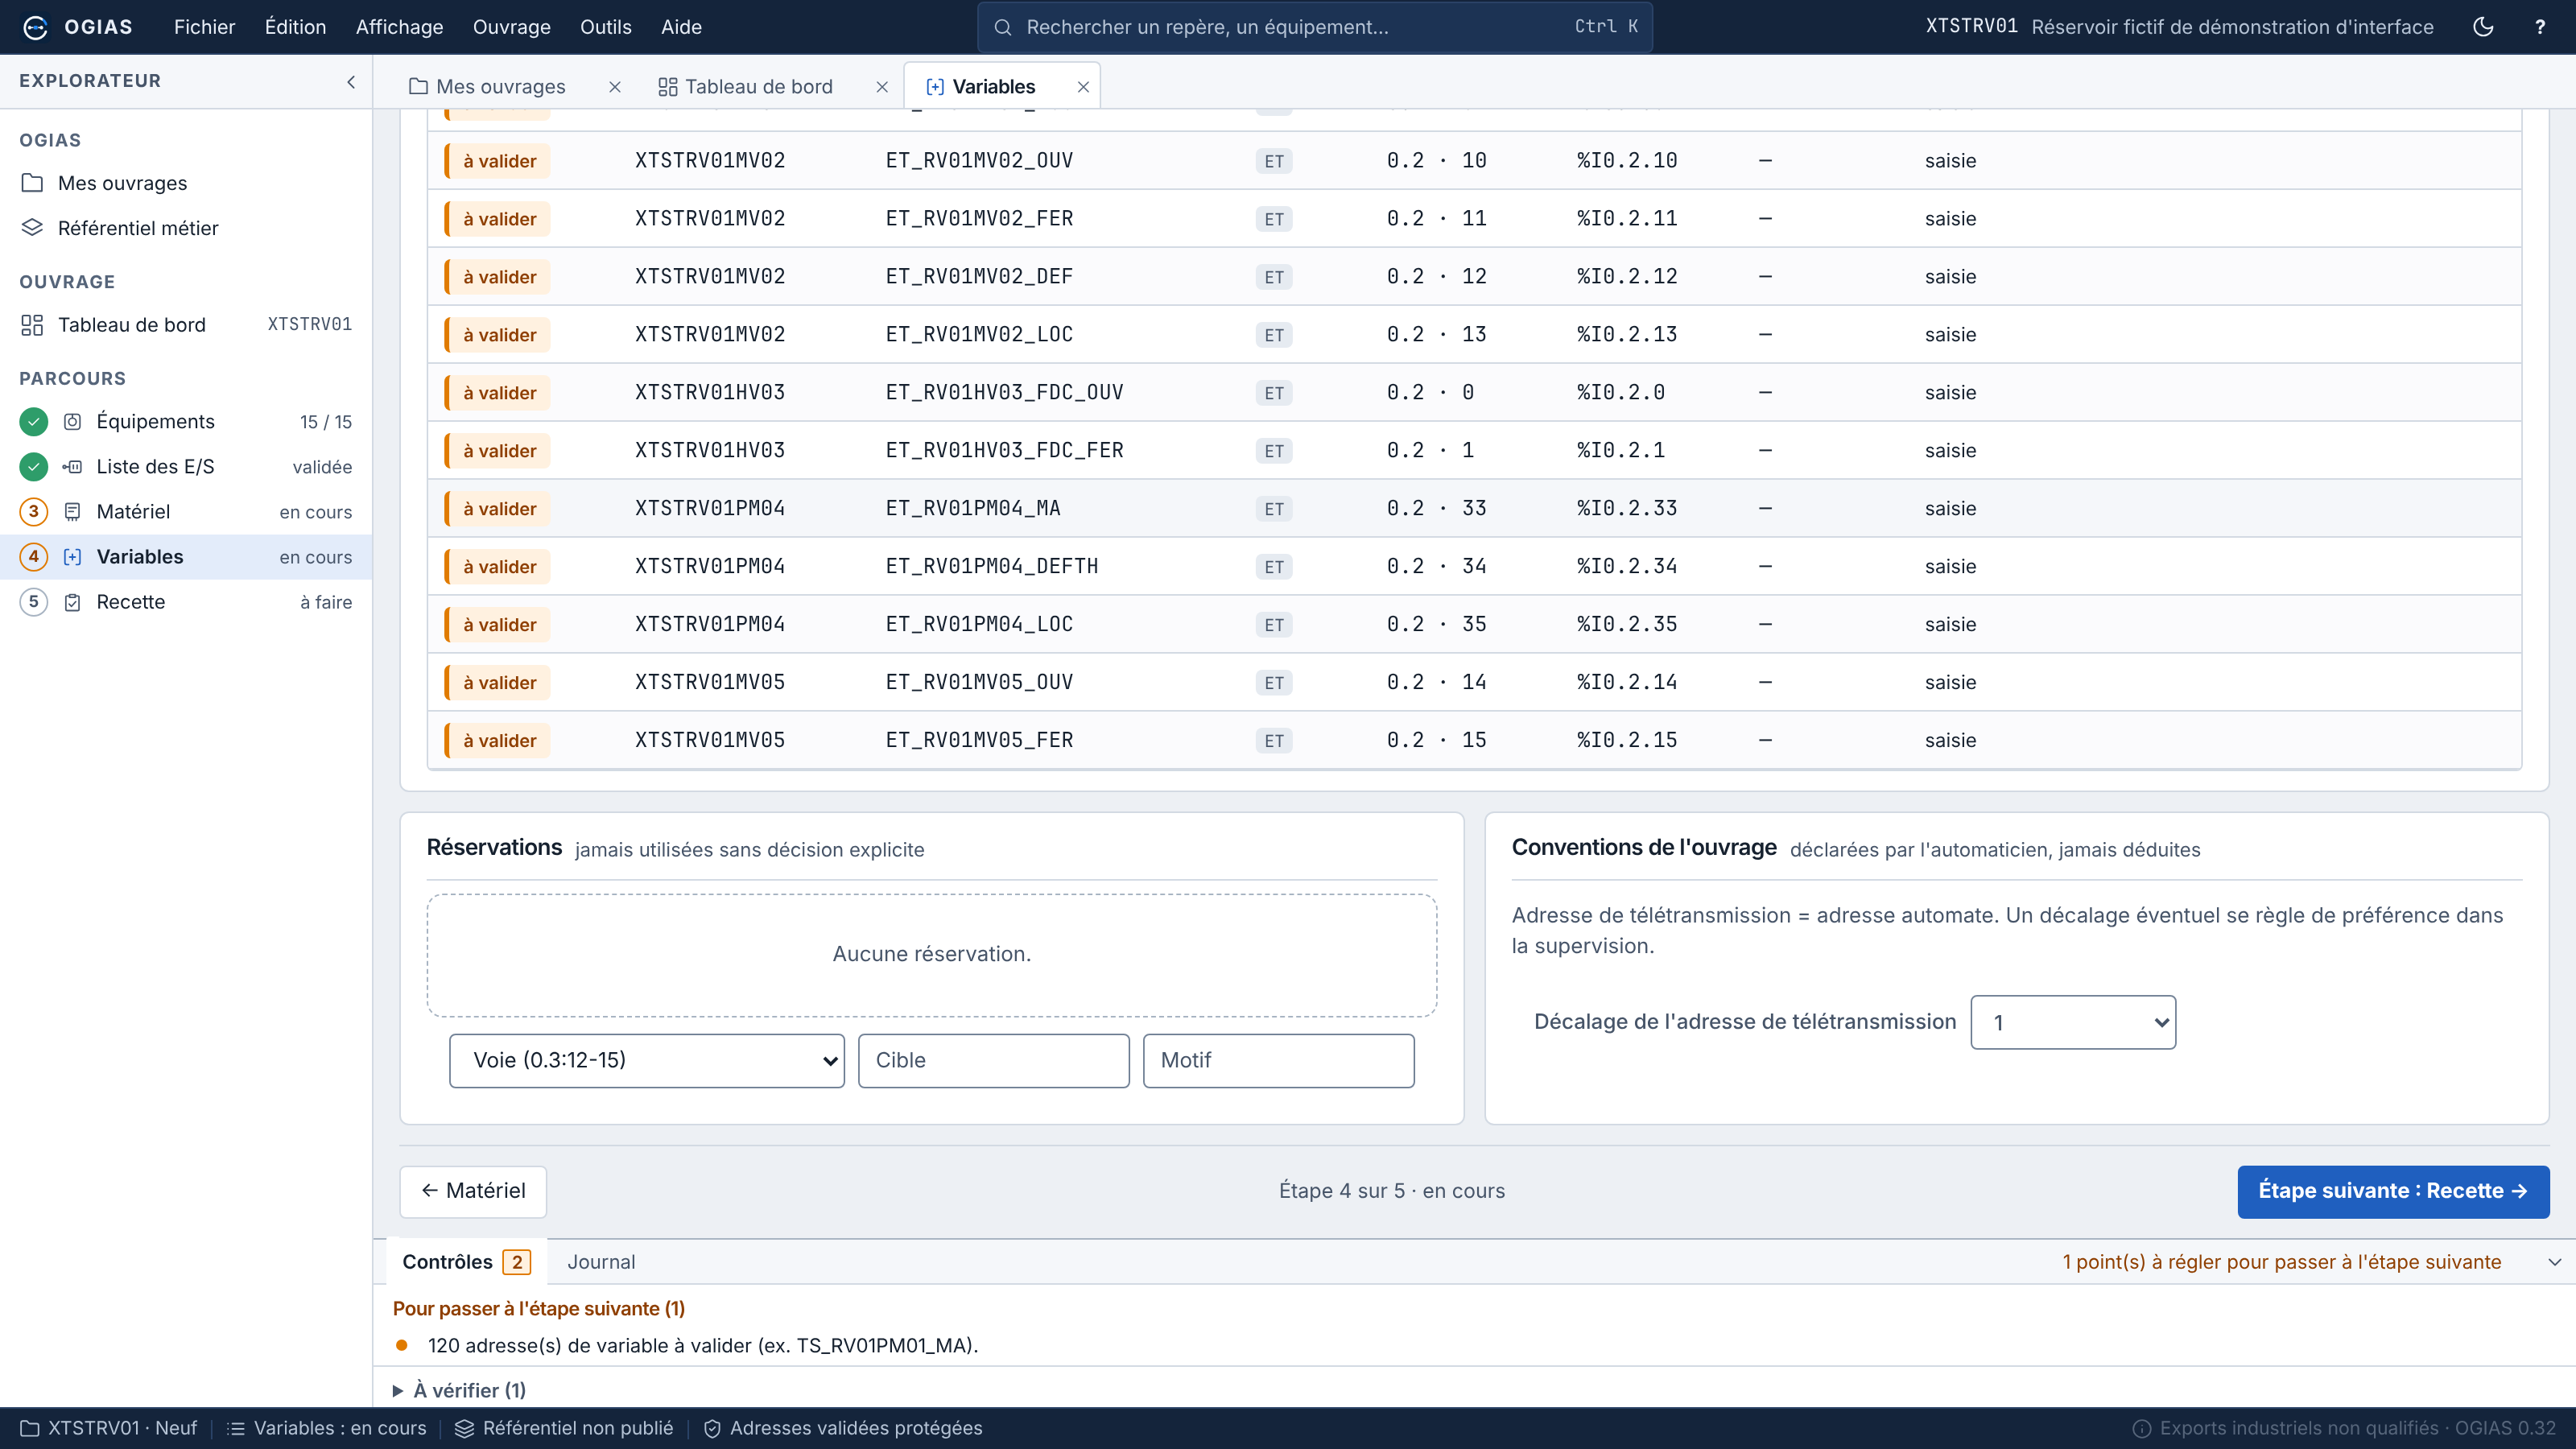 OGIAS Fichier Édition Affichage Ouvrage Outils Aide Rechercher un repère, un équipement... Ctrl K XTSTRV01 Réservoir fictif de démonstration d'interface ?
EXPLORATEUR
Mes ouvrages Tableau de bord Variables
OGIAS
Mes ouvrages
Référentiel métier
OUVRAGE
Tableau de bord XTSTRV01
PARCOURS
Équipements 15 / 15
Liste des E/S validée
3 Matériel en cours
4 Variables en cours
5 Recette à faire
à valider XTSTRV01MV02 ET_RV01MV02_OUV ET 0.2 · 10 %I0.2.10 — saisie
à valider XTSTRV01MV02 ET_RV01MV02_FER ET 0.2 · 11 %I0.2.11 — saisie
à valider XTSTRV01MV02 ET_RV01MV02_DEF ET 0.2 · 12 %I0.2.12 — saisie
à valider XTSTRV01MV02 ET_RV01MV02_LOC ET 0.2 · 13 %I0.2.13 — saisie
à valider XTSTRV01HV03 ET_RV01HV03_FDC_OUV ET 0.2 · 0 %I0.2.0 — saisie
à valider XTSTRV01HV03 ET_RV01HV03_FDC_FER ET 0.2 · 1 %I0.2.1 — saisie
à valider XTSTRV01PM04 ET_RV01PM04_MA ET 0.2 · 33 %I0.2.33 — saisie
à valider XTSTRV01PM04 ET_RV01PM04_DEFTH ET 0.2 · 34 %I0.2.34 — saisie
à valider XTSTRV01PM04 ET_RV01PM04_LOC ET 0.2 · 35 %I0.2.35 — saisie
à valider XTSTRV01MV05 ET_RV01MV05_OUV ET 0.2 · 14 %I0.2.14 — saisie
à valider XTSTRV01MV05 ET_RV01MV05_FER ET 0.2 · 15 %I0.2.15 — saisie
Réservations jamais utilisées sans décision explicite
Aucune réservation.
Voie (0.3:12-15) Cible Motif
Conventions de l'ouvrage déclarées par l'automaticien, jamais déduites
Adresse de télétransmission = adresse automate. Un décalage éventuel se règle de préférence dans
la supervision.
Décalage de l'adresse de télétransmission 1
← Matériel Étape 4 sur 5 · en cours Étape suivante : Recette →
Contrôles 2 Journal 1 point(s) à régler pour passer à l'étape suivante
Pour passer à l'étape suivante (1)
120 adresse(s) de variable à valider (ex. TS_RV01PM01_MA).
À vérifier (1)
XTSTRV01 · Neuf Variables : en cours Référentiel non publié Adresses validées protégées Exports industriels non qualifiés · OGIAS 0.32